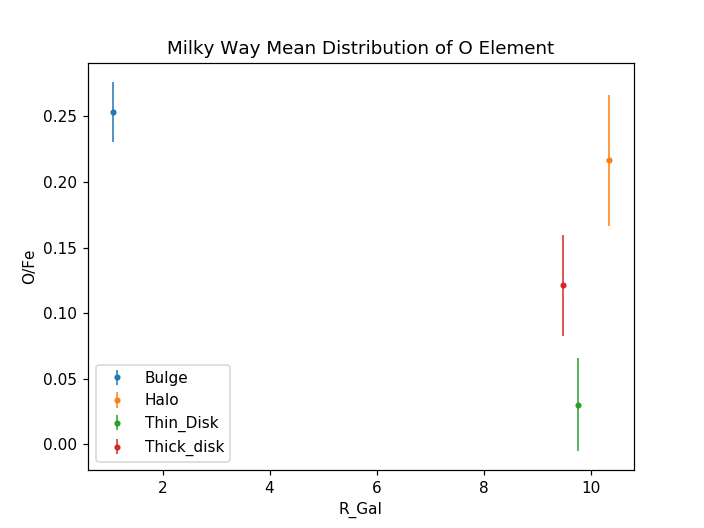 Milky Way Mean Distribution of O Element
O/Fe
0.25
0.20
0.15
0.10
0.05
0.00
Bulge
Halo
Thin_Disk
Thick_disk
2 4 6 8 10
R_Gal